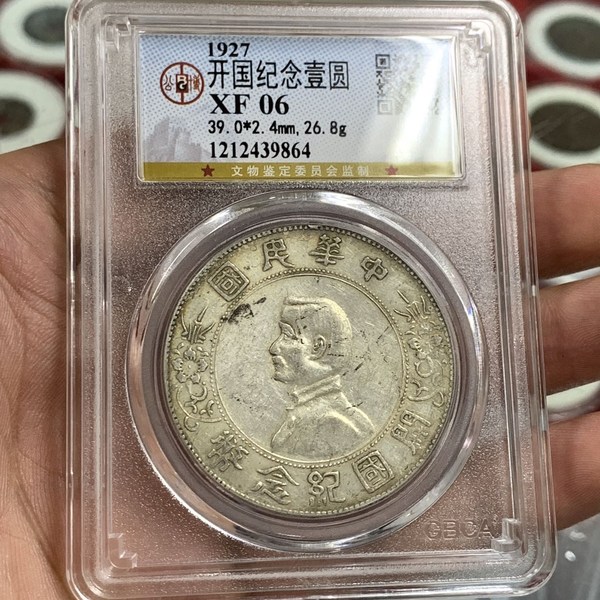 1927
开国纪念壹圆
XF 06
39.0*2.4mm,26.8g
1212439864
★ 文物鉴定委员会监制 ★
中華民國
開國紀念幣
GBCA